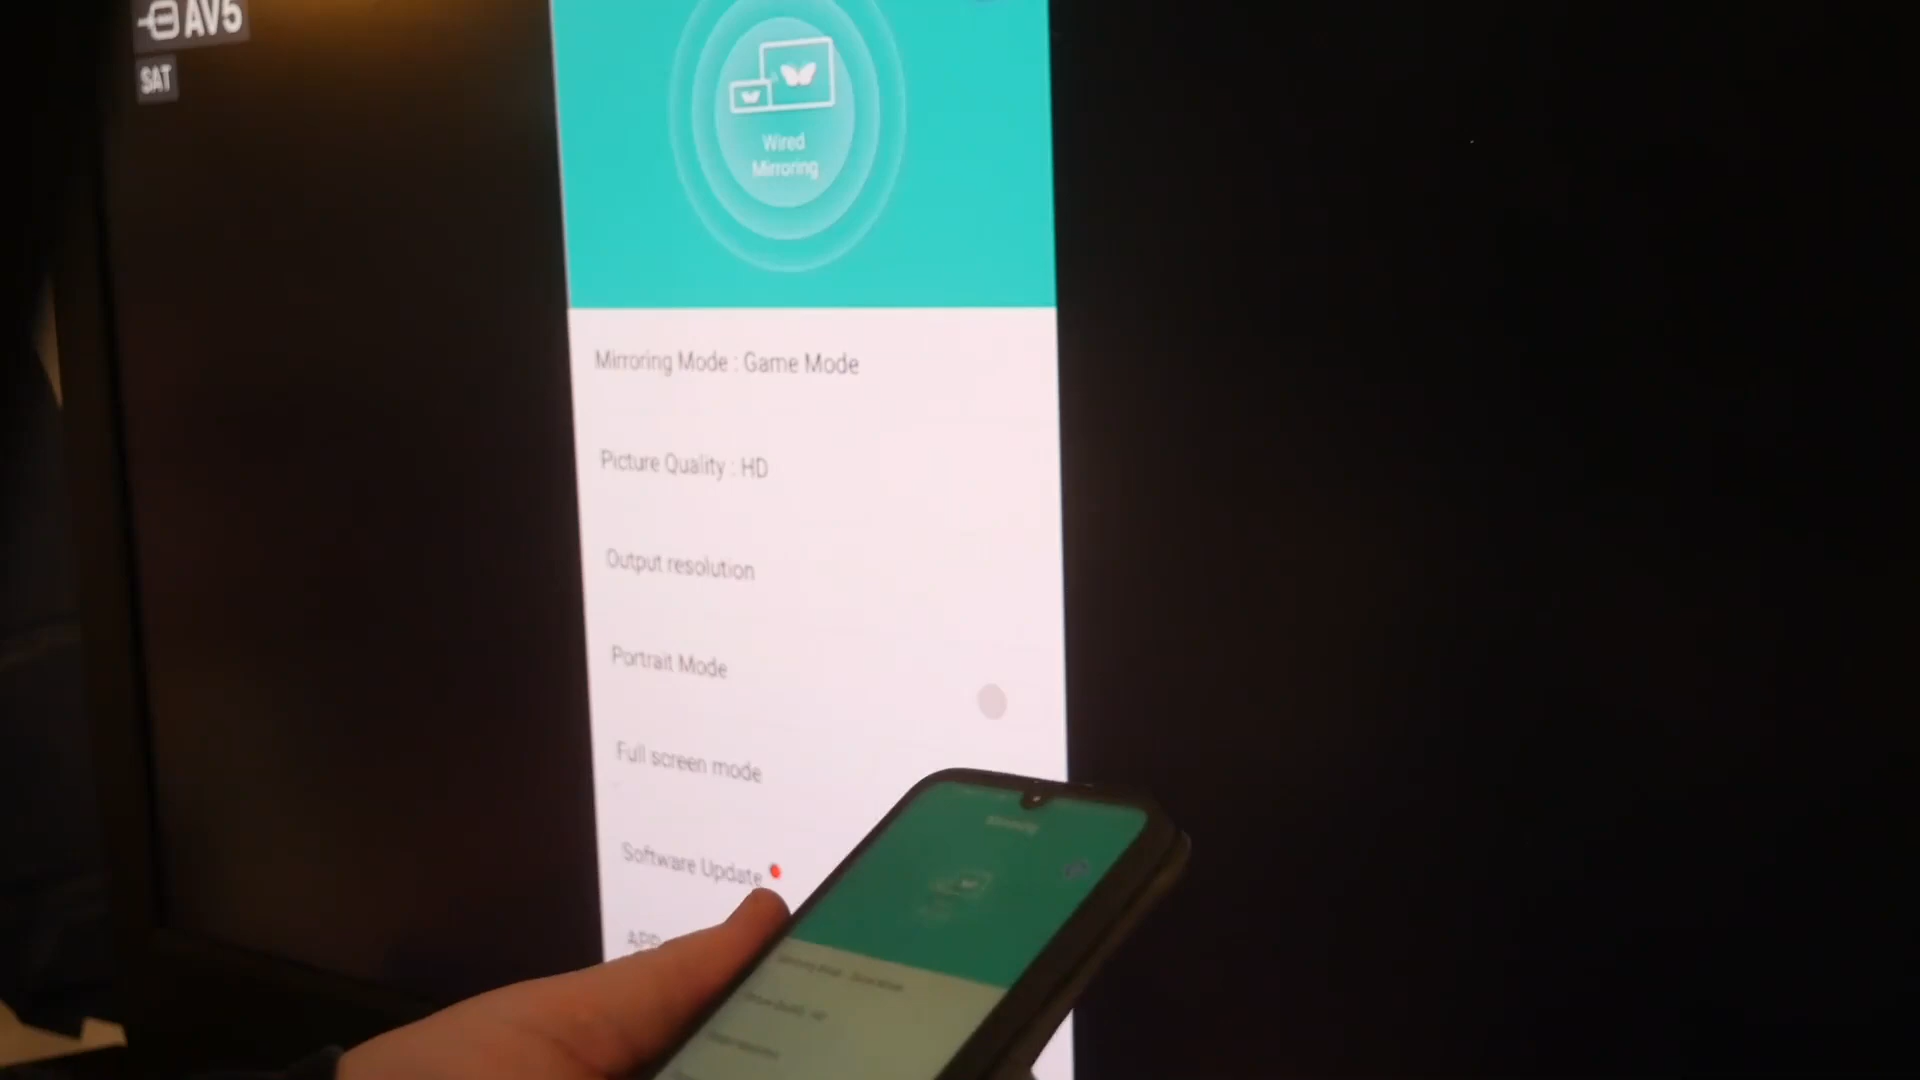 AV5
SAT
Wired
Mirroring
Mirroring Mode : Game Mode
Picture Quality : HD
Output resolution
Portrait Mode
Full screen mode
Software Update
APP